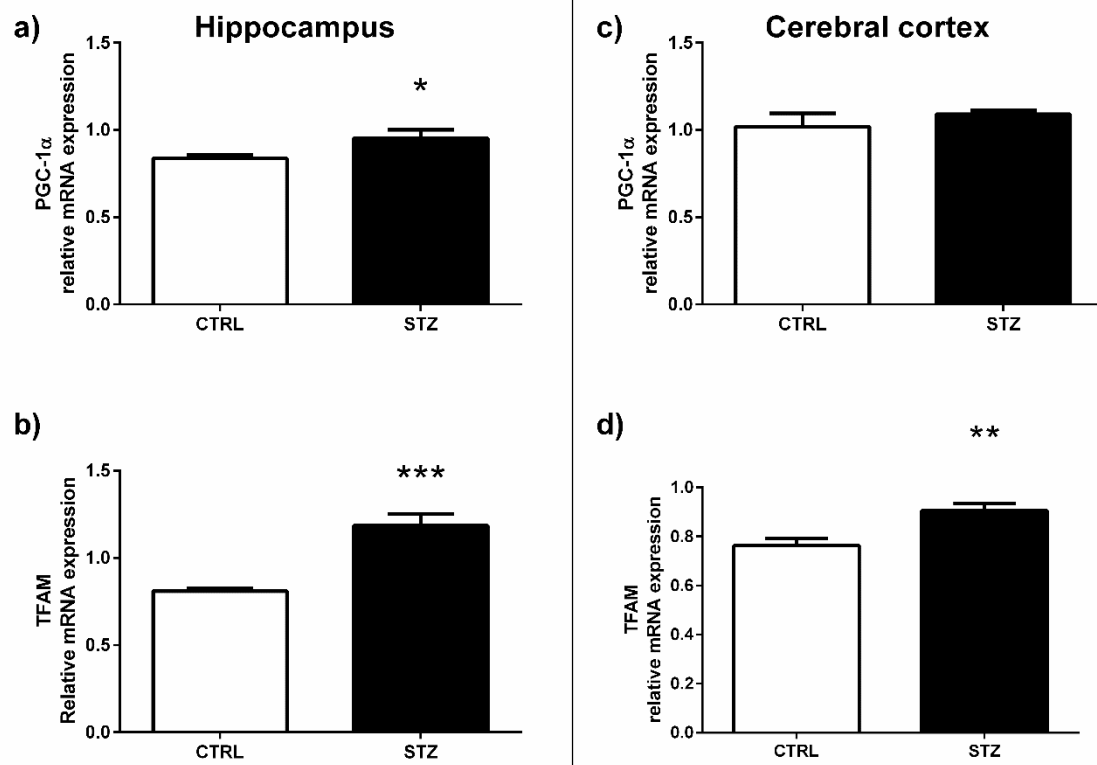 a) Hippocampus
PGC-1α
relative mRNA expression
1.5
*
1.0
0.5
0.0
CTRL STZ
b)
TFAM
Relative mRNA expression
1.5
***
1.0
0.5
0.0
CTRL STZ
c) Cerebral cortex
PGC-1α
relative mRNA expression
1.5
1.0
0.5
0.0
CTRL STZ
d)
**
TFAM
relative mRNA expression
1.0
0.8
0.6
0.4
0.2
0.0
CTRL STZ